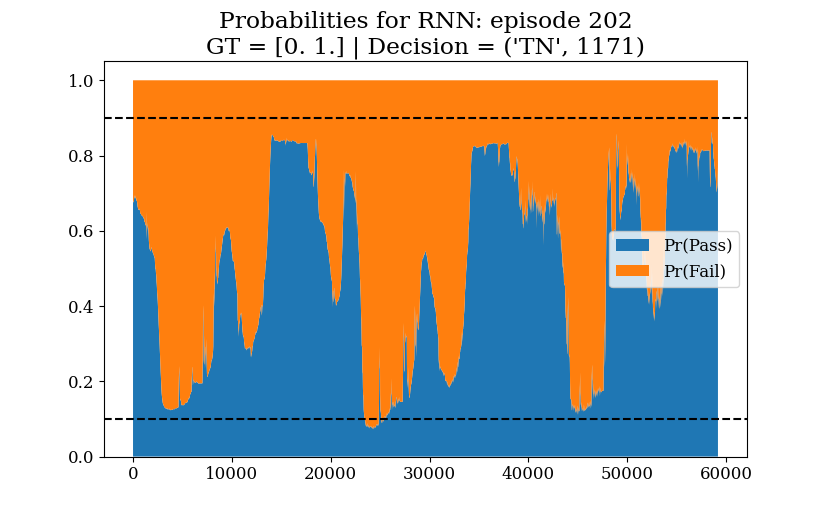 Probabilities for RNN: episode 202
GT = [0. 1.] | Decision = ('TN', 1171)
1.0
0.8
0.6
0.4
0.2
0.0
Pr(Pass)
Pr(Fail)
0 10000 20000 30000 40000 50000 60000